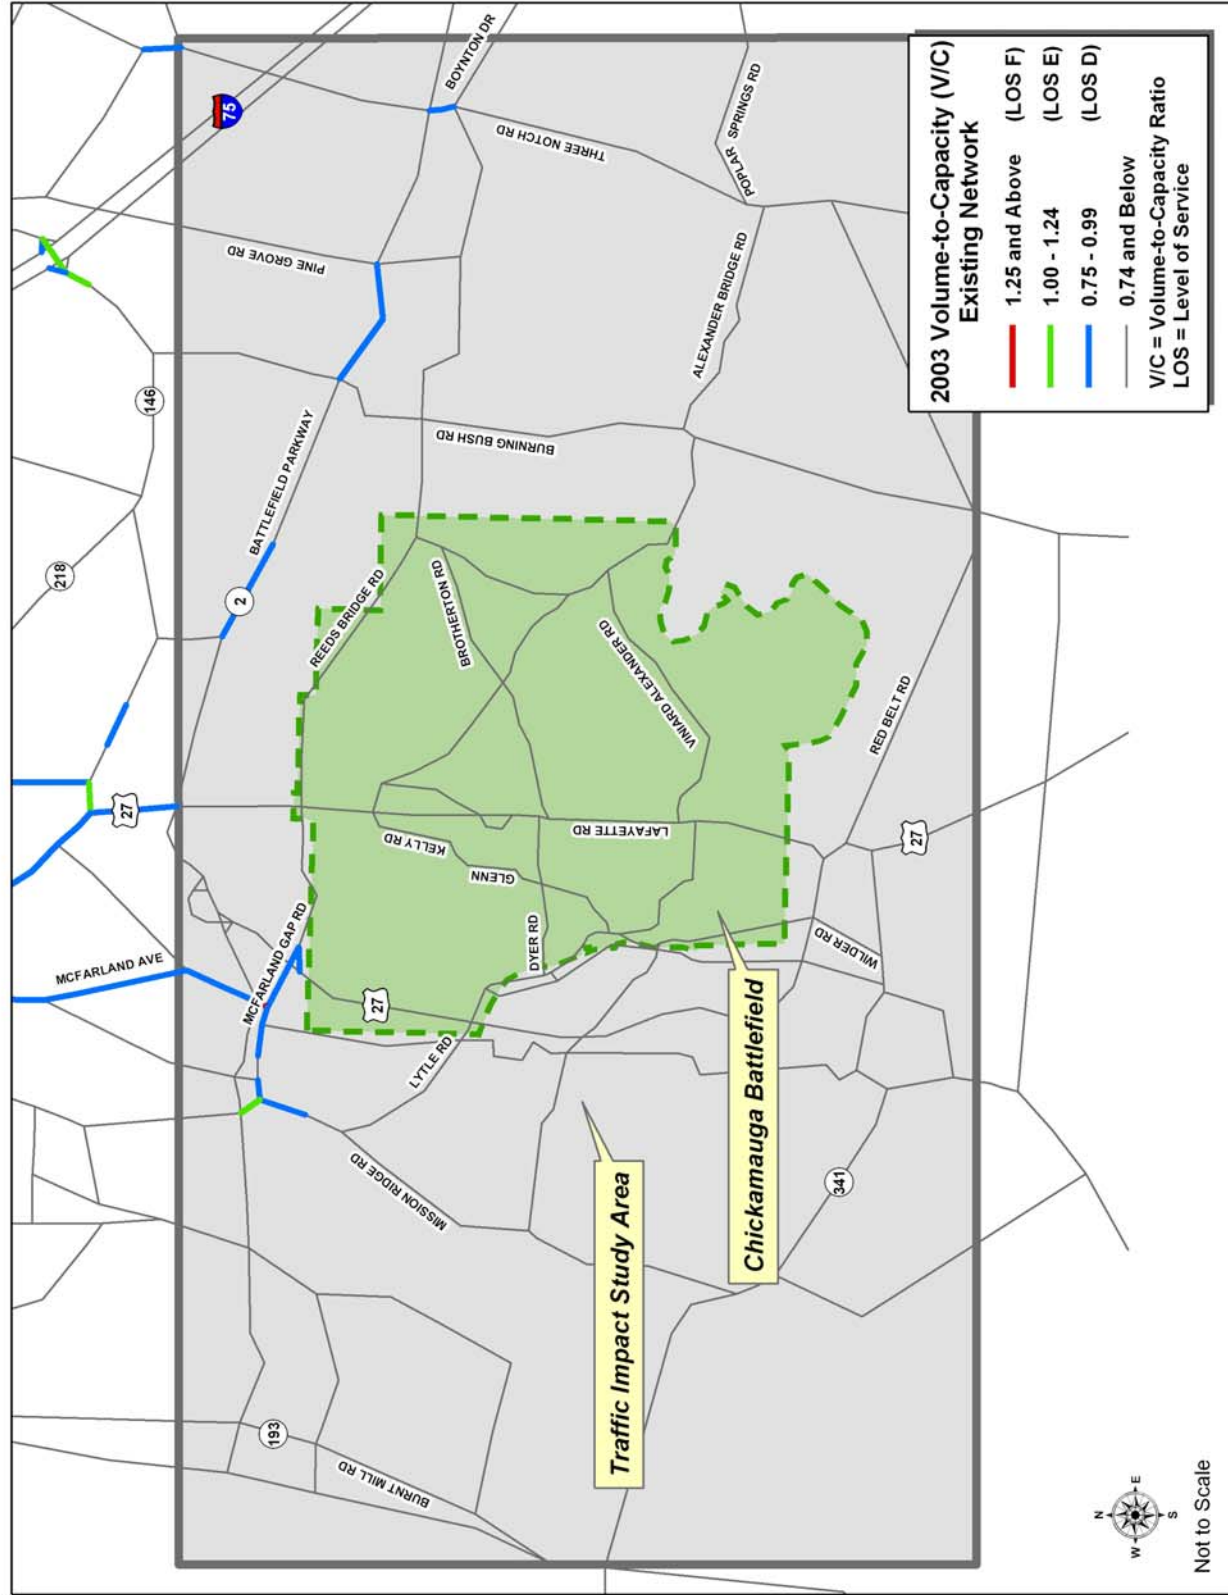 75
BOYNTON DR
THREE NOTCH RD
POPLAR SPRINGS RD
PINE GROVE RD
ALEXANDER BRIDGE RD
146
BATTLEFIELD PARKWAY
BURNING BUSH RD
218
2
REEDS BRIDGE RD
BROTHERTON RD
VINIARD ALEXANDER RD
RED BELT RD
27
KELLY RD
LAFAYETTE RD
27
GLENN
MCFARLAND AVE
MCFARLAND GAP RD
DYER RD
WILDER RD
27
LYTLE RD
MISSION RIDGE RD
341
193
BURNT MILL RD
Traffic Impact Study Area
Chickamauga Battlefield
2003 Volume-to-Capacity (V/C)
Existing Network
1.25 and Above (LOS F)
1.00 - 1.24 (LOS E)
0.75 - 0.99 (LOS D)
0.74 and Below
V/C = Volume-to-Capacity Ratio
LOS = Level of Service
N
W E
S
Not to Scale